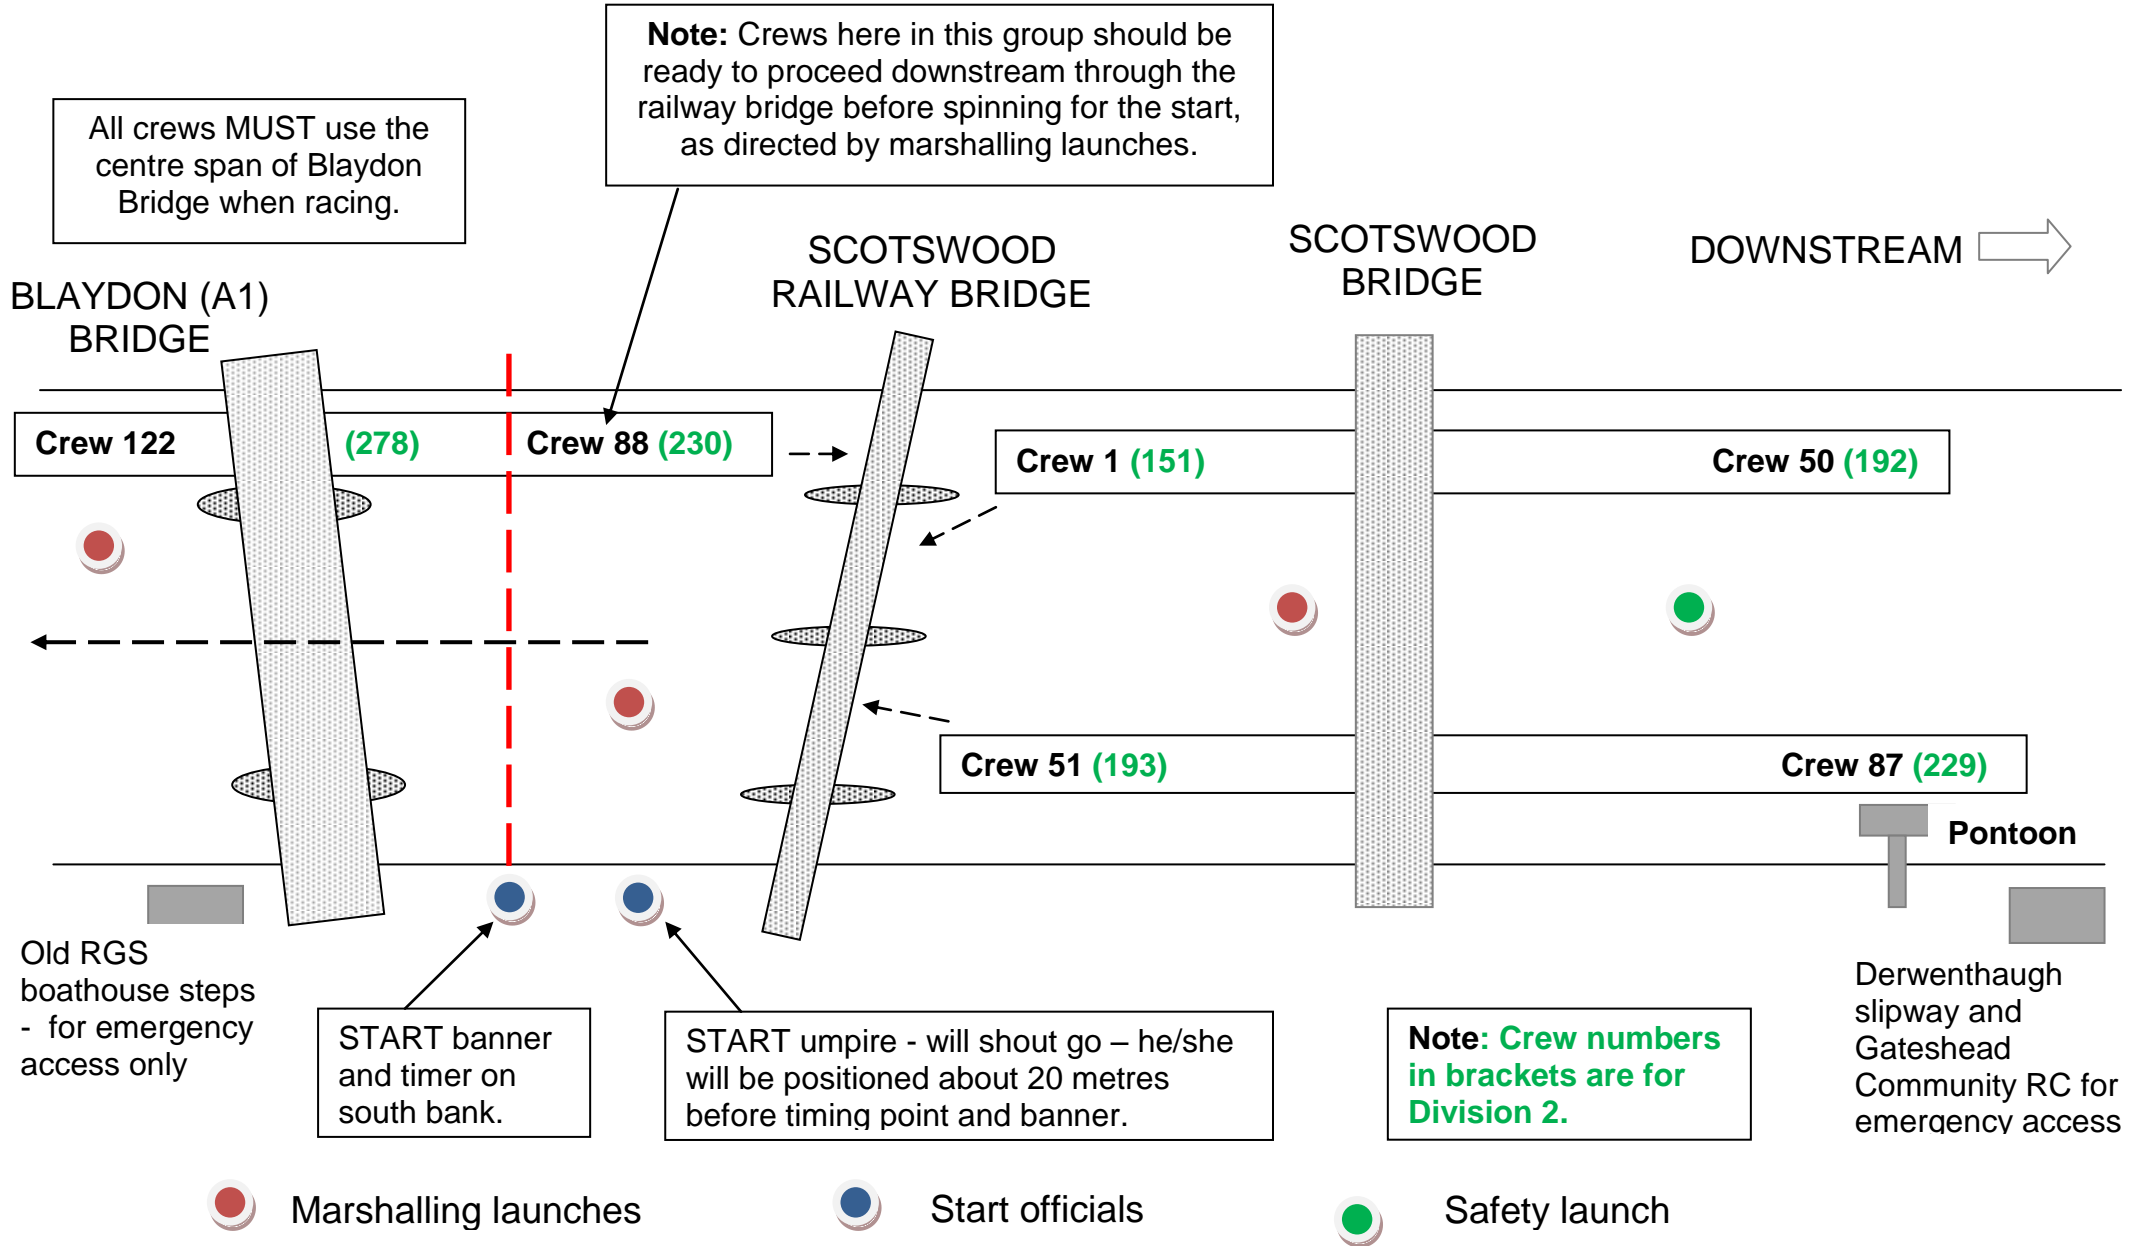 Note: Crews here in this group should be
ready to proceed downstream through the
railway bridge before spinning for the start,
as directed by marshalling launches.
All crews MUST use the
centre span of Blaydon
Bridge when racing.
SCOTSWOOD
RAILWAY BRIDGE
SCOTSWOOD
BRIDGE
DOWNSTREAM
BLAYDON (A1)
BRIDGE
Crew 122 (278)
Crew 88 (230)
Crew 1 (151)
Crew 50 (192)
Crew 51 (193)
Crew 87 (229)
Pontoon
Old RGS
boathouse steps
- for emergency
access only
START banner
and timer on
south bank.
START umpire - will shout go – he/she
will be positioned about 20 metres
before timing point and banner.
Note: Crew numbers
in brackets are for
Division 2.
Derwenthaugh
slipway and
Gateshead
Community RC for
emergency access
Marshalling launches
Start officials
Safety launch